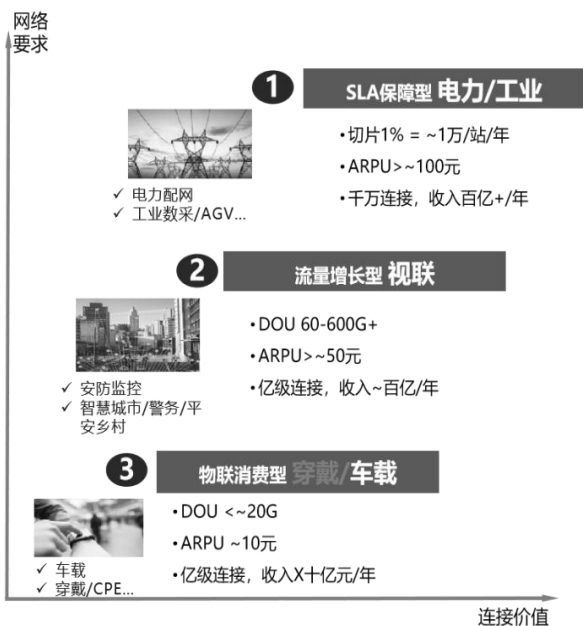 网络
要求
1
SLA保障型 电力/工业
•切片1% = ~1万/站/年
•ARPU>~100元
•千万连接，收入百亿+/年
✓ 电力配网
✓ 工业数采/AGV...
2
流量增长型 视联
•DOU 60-600G+
•ARPU>~50元
•亿级连接，收入~百亿/年
✓ 安防监控
✓ 智慧城市/警务/平
安乡村
3
物联消费型 穿戴/车载
•DOU <~20G
•ARPU ~10元
•亿级连接，收入X十亿元/年
✓ 车载
✓ 穿戴/CPE...
连接价值